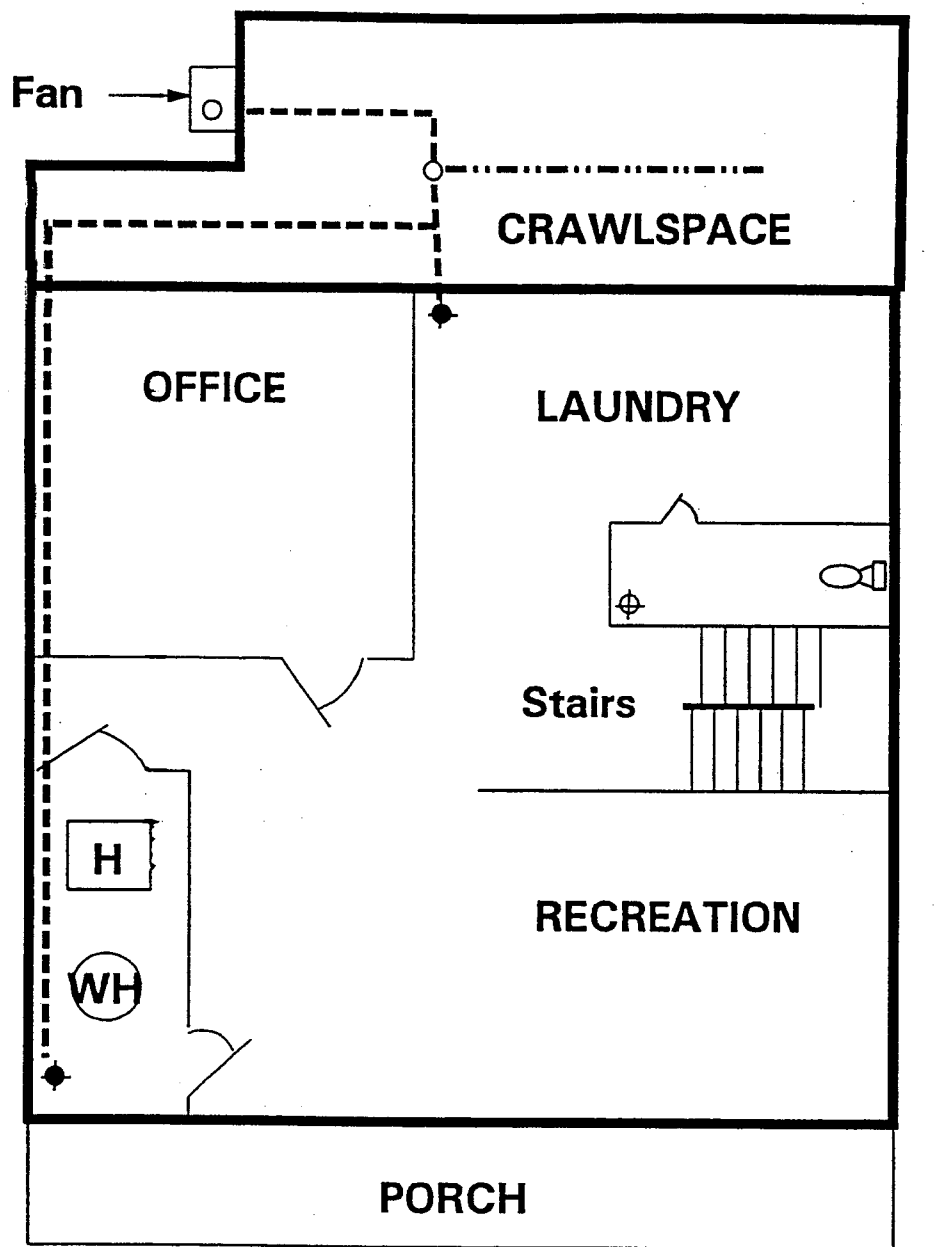 Fan
CRAWLSPACE
OFFICE
LAUNDRY
Stairs
H
RECREATION
WH
PORCH